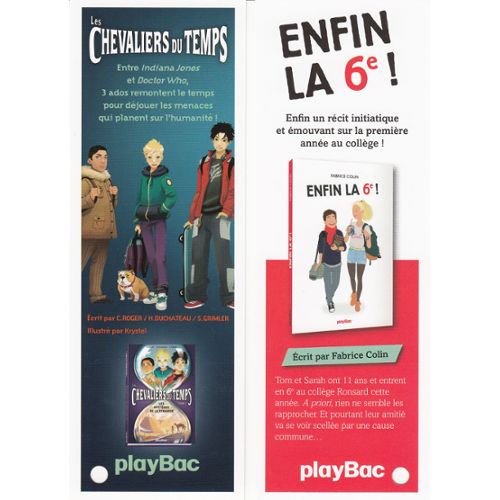 Les
CHEVALIERS DU TEMPS
Entre Indiana Jones
et Doctor Who,
3 ados remontent le temps
pour déjouer les menaces
qui planent sur l'humanité !
Écrit par C.ROGER / H.DUCHATEAU / S.GRIMLER
Illustré par Krystel
Les
CHEVALIERS DU TEMPS
playBac
ENFIN
LA 6e !
Enfin un récit initiatique
et émouvant sur la première
année au collège !
FABRICE COLIN
ENFIN LA 6e !
playBac
Écrit par Fabrice Colin
Tom et Sarah ont 11 ans et entrent
en 6e au collège Ronsard cette
année. A priori, rien ne semble les
rapprocher. Et pourtant leur amitié
va se voir scellée par une cause
commune...
playBac